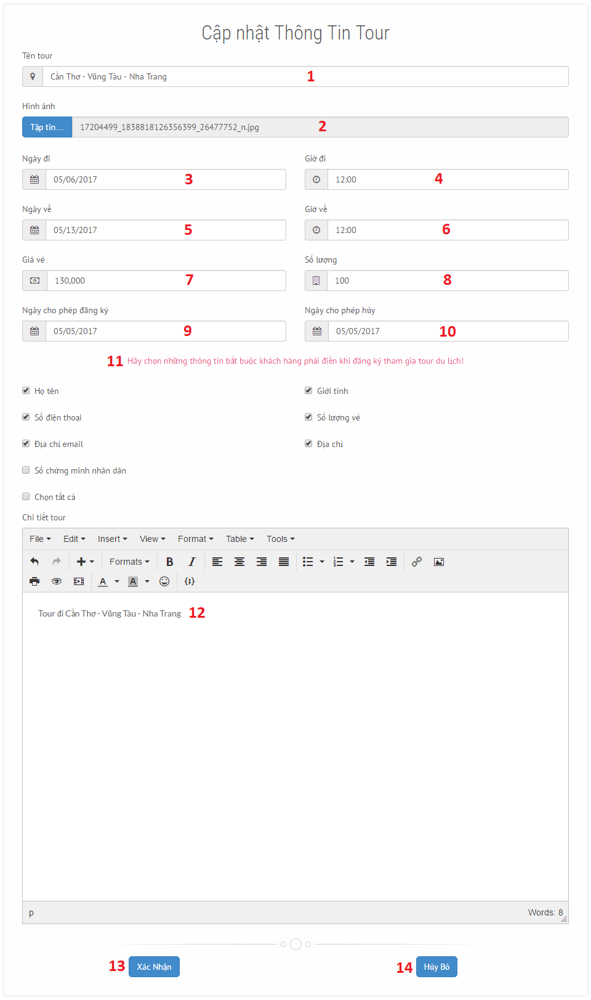 Cập nhật Thông Tin Tour
Tên tour
Cần Thơ - Vũng Tàu - Nha Trang 1
Hình ảnh
Tập tin... 17204499_1838818126356399_26477752_n.jpg 2
Ngày đi Giờ đi
05/06/2017 3 12:00 4
Ngày về Giờ về
05/13/2017 5 12:00 6
Giá vé Số lượng
130,000 7 100 8
Ngày cho phép đăng ký Ngày cho phép hủy
05/05/2017 9 05/05/2017 10
11 Hãy chọn những thông tin bắt buộc khách hàng phải điền khi đăng ký tham gia tour du lịch!
Họ tên Giới tính
Số điện thoại Số lượng vé
Địa chỉ email Địa chỉ
Số chứng minh nhân dân
Chọn tất cả
Chi tiết tour
File Edit Insert View Format Table Tools
Formats B I
A A
Tour đi Cần Thơ - Vũng Tàu - Nha Trang 12
p Words: 8
13 Xác Nhận 14 Hủy Bỏ